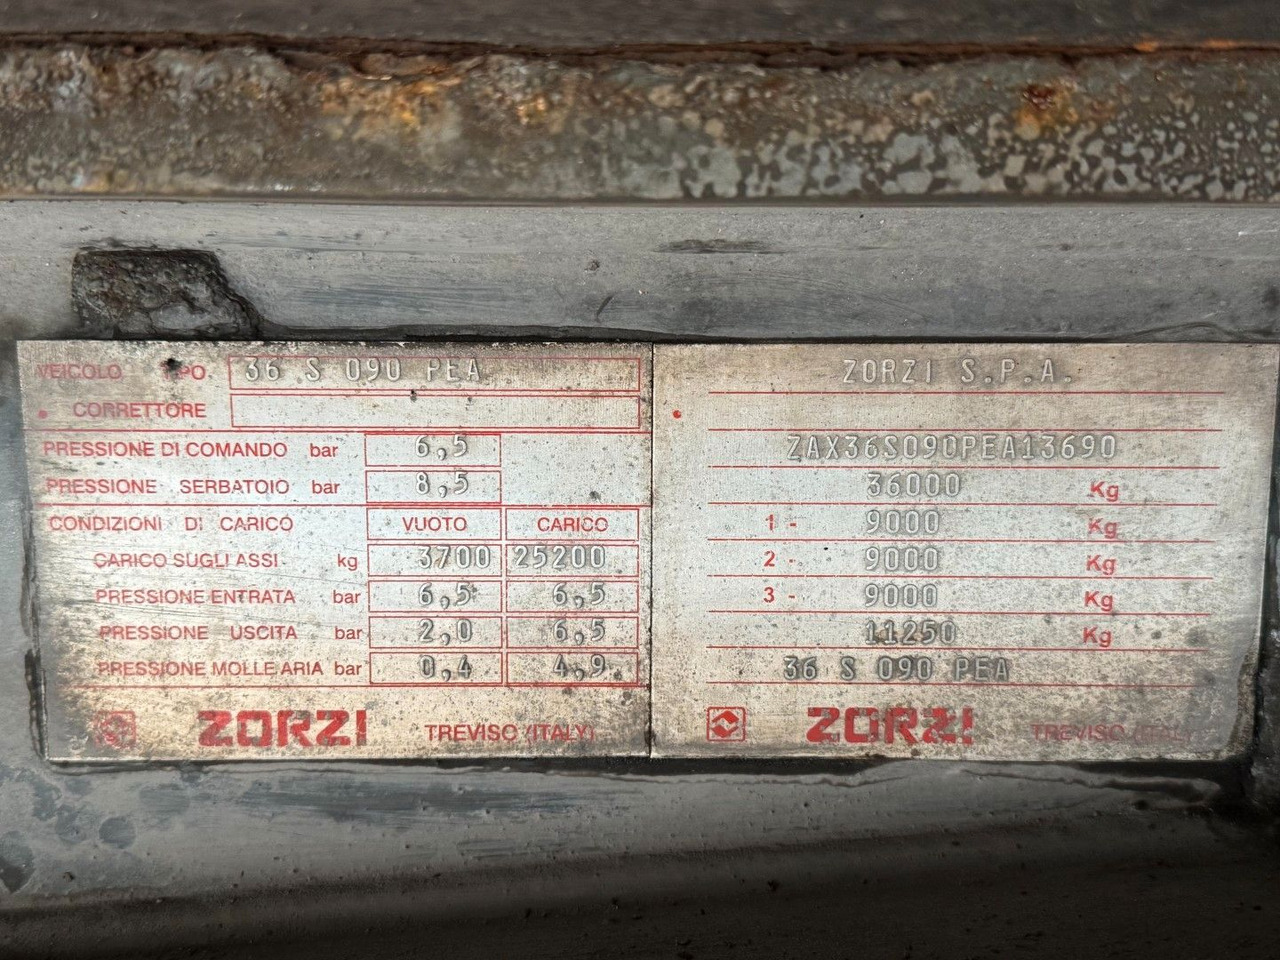 VEICOLO TIPO 36 S 090 PEA
• CORRETTORE
PRESSIONE DI COMANDO bar 6,5
PRESSIONE SERBATOIO bar 8,5
CONDIZIONI DI CARICO VUOTO CARICO
CARICO SUGLI ASSI kg 3700 25200
PRESSIONE ENTRATA bar 6,5 6,5
PRESSIONE USCITA bar 2,0 6,5
PRESSIONE MOLLE ARIA bar 0,4 4,9
ZORZI TREVISO (ITALY)
ZORZI S.P.A.
•
ZAX36S090PEA13690
36000 Kg
1 - 9000 Kg
2 - 9000 Kg
3 - 9000 Kg
11250 Kg
36 S 090 PEA
ZORZI TREVISO (ITALY)